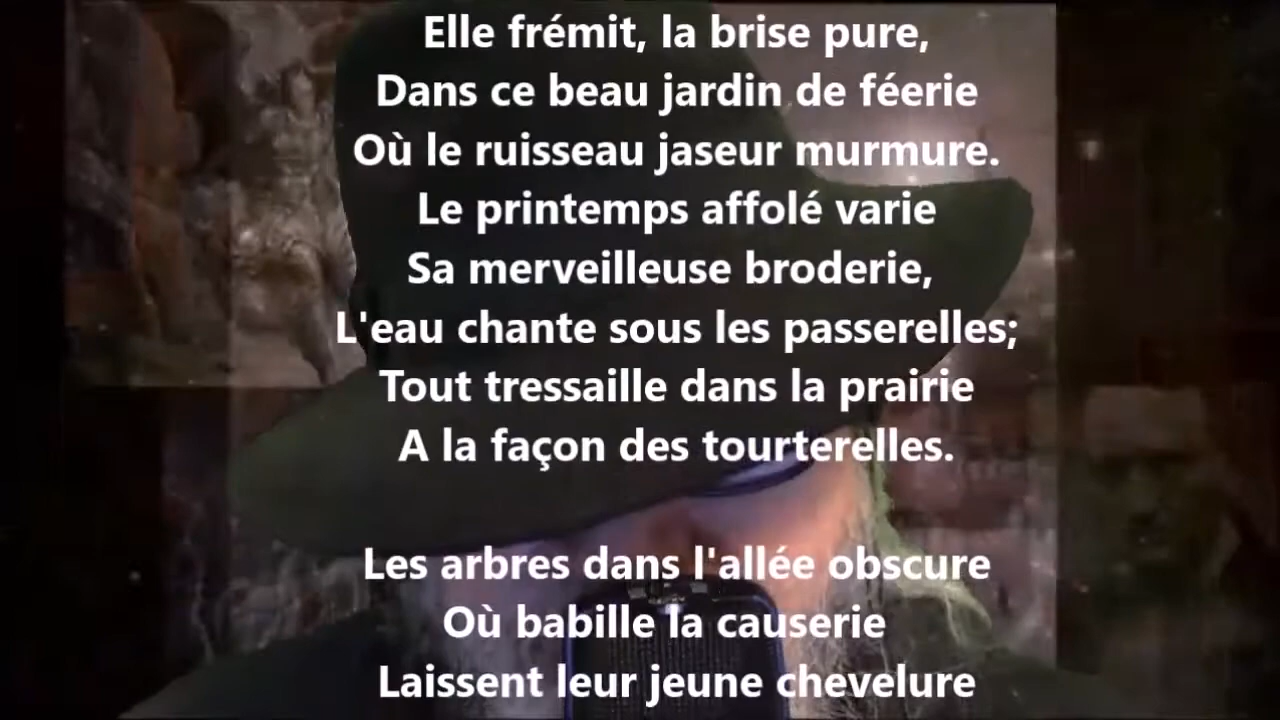 Elle frémit, la brise pure,
Dans ce beau jardin de féerie
Où le ruisseau jaseur murmure.
Le printemps affolé varie
Sa merveilleuse broderie,
L'eau chante sous les passerelles;
Tout tressaille dans la prairie
A la façon des tourterelles.
Les arbres dans l'allée obscure
Où babille la causerie
Laissent leur jeune chevelure